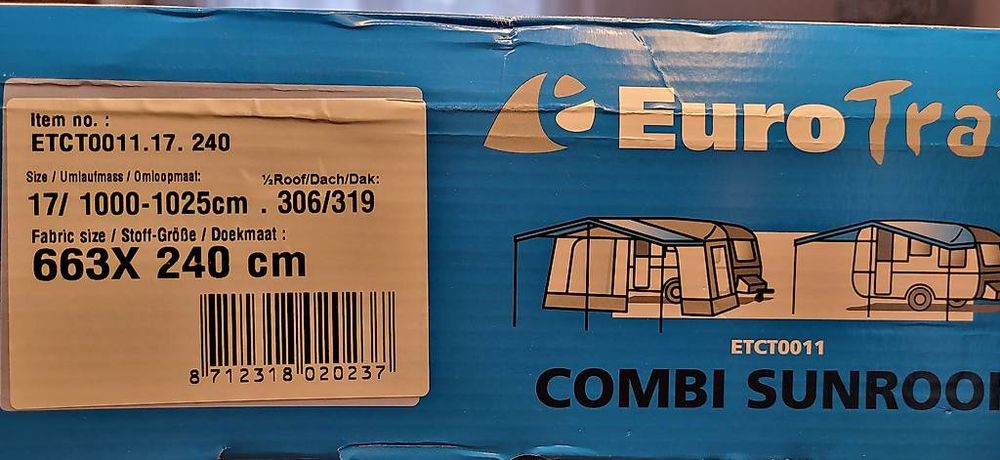 Item no. :
ETCT0011.17. 240
Size / Umlaufmass / Omloopmaat: ½Roof/Dach/Dak:
17/ 1000-1025cm . 306/319
Fabric size / Stoff-Größe / Doekmaat :
663X 240 cm
8 712318 020237
EuroTra
ETCT0011
COMBI SUNROO